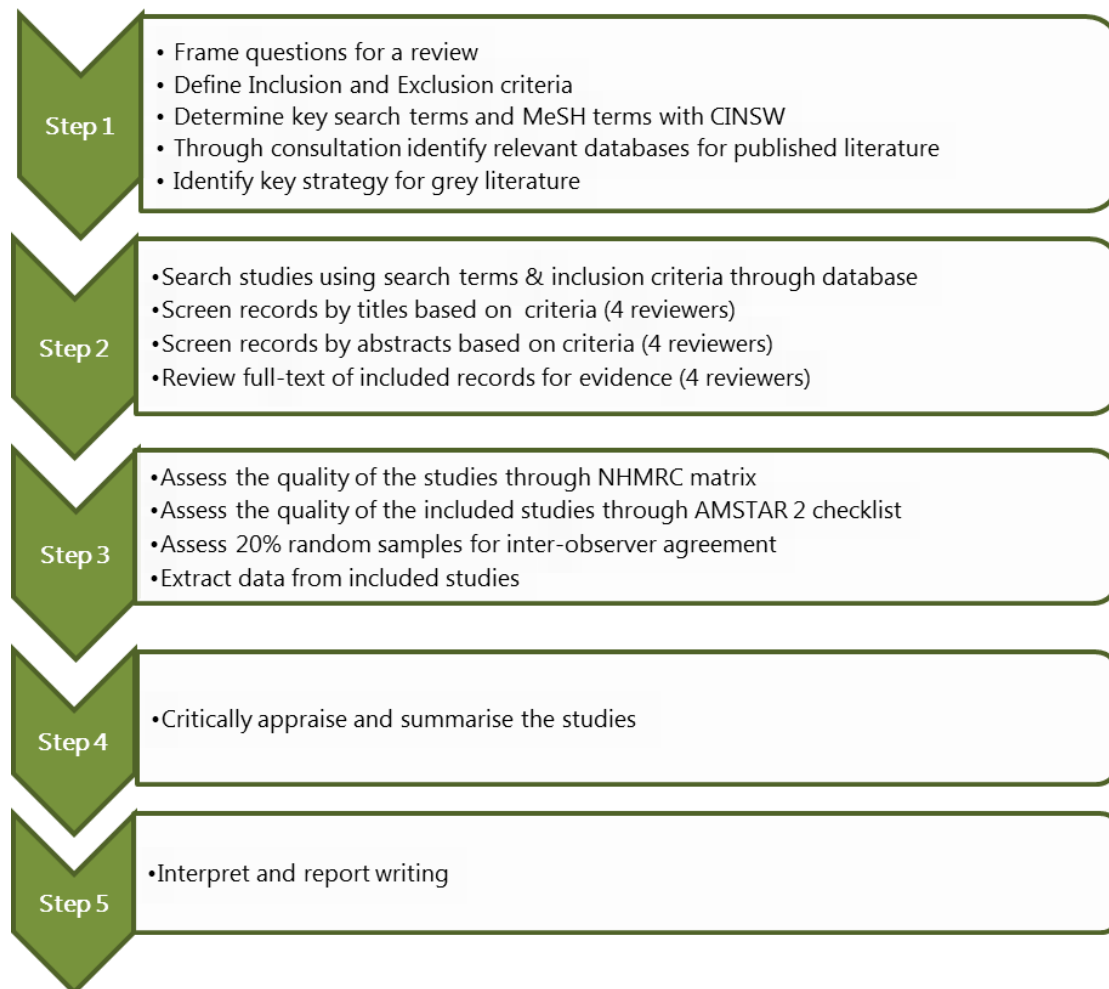 Step 1
• Frame questions for a review
• Define Inclusion and Exclusion criteria
• Determine key search terms and MeSH terms with CINSW
• Through consultation identify relevant databases for published literature
• Identify key strategy for grey literature
Step 2
•Search studies using search terms & inclusion criteria through database
•Screen records by titles based on criteria (4 reviewers)
•Screen records by abstracts based on criteria (4 reviewers)
•Review full-text of included records for evidence (4 reviewers)
Step 3
•Assess the quality of the studies through NHMRC matrix
•Assess the quality of the included studies through AMSTAR 2 checklist
•Assess 20% random samples for inter-observer agreement
•Extract data from included studies
Step 4
•Critically appraise and summarise the studies
Step 5
•Interpret and report writing